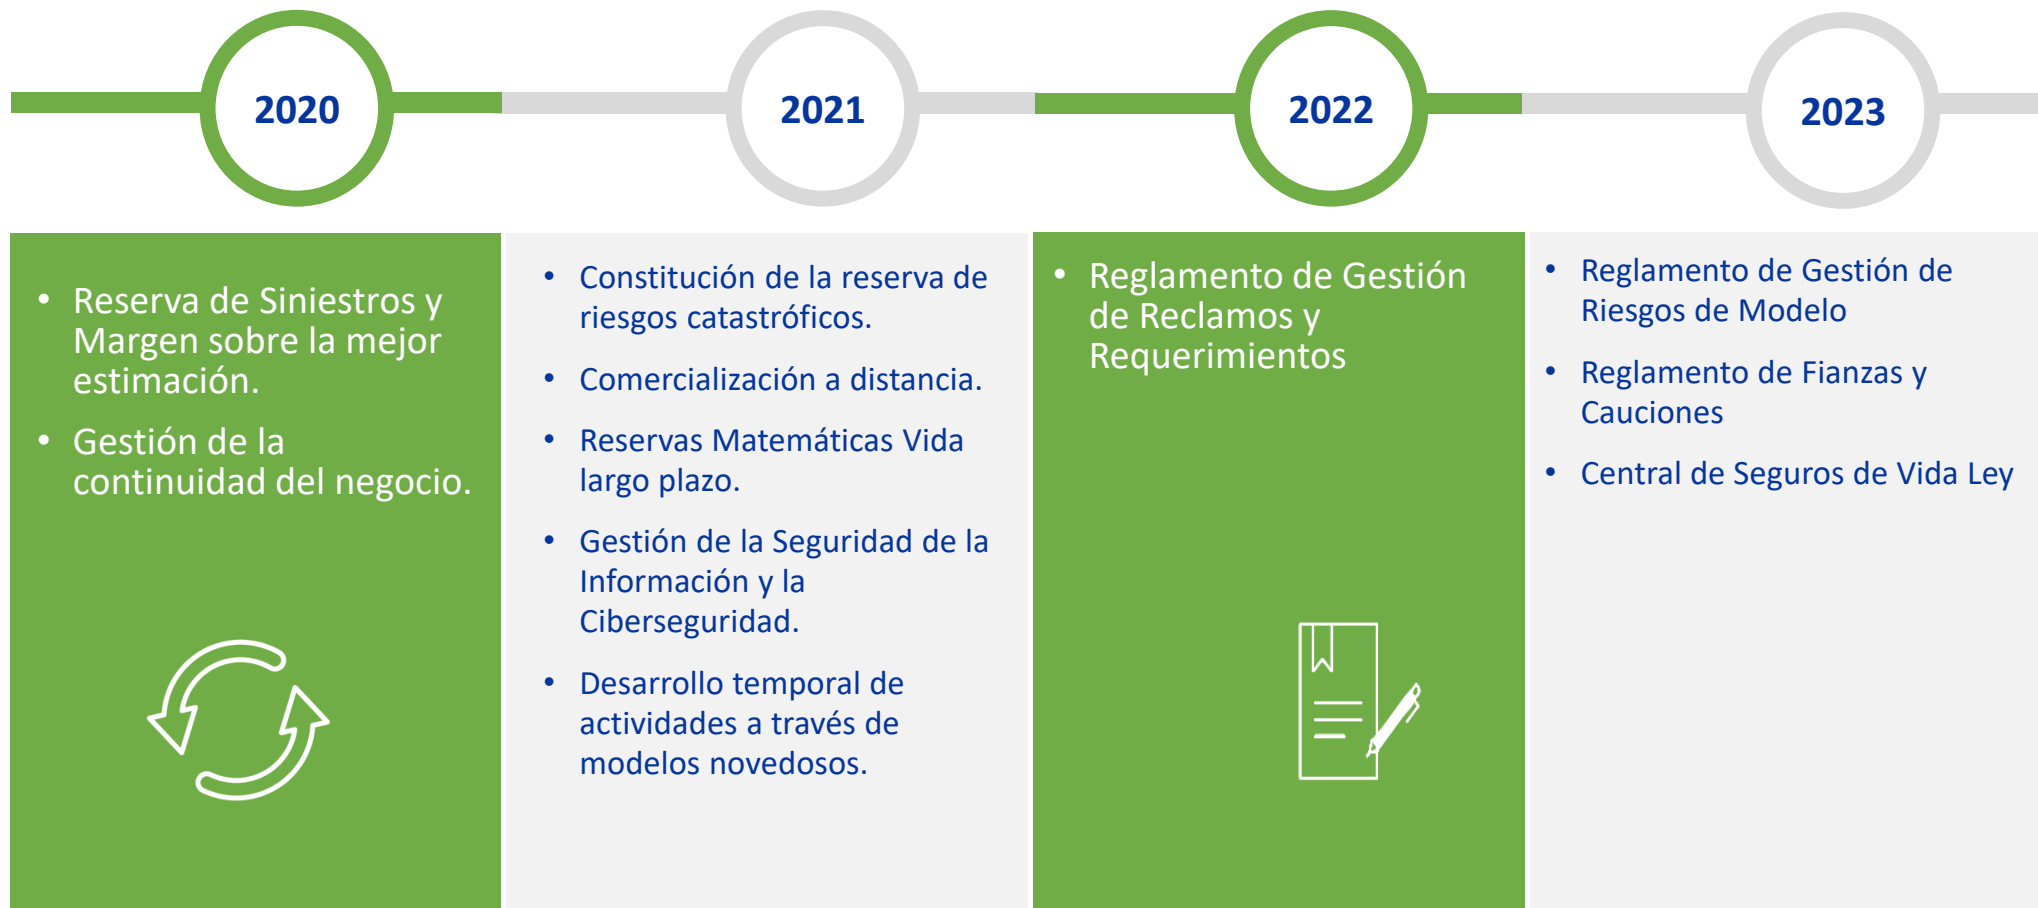 2020
2021
2022
2023
• Reserva de Siniestros y
Margen sobre la mejor
estimación.
• Gestión de la
continuidad del negocio.
• Constitución de la reserva de
riesgos catastróficos.
• Comercialización a distancia.
• Reservas Matemáticas Vida
largo plazo.
• Gestión de la Seguridad de la
Información y la
Ciberseguridad.
• Desarrollo temporal de
actividades a través de
modelos novedosos.
• Reglamento de Gestión
de Reclamos y
Requerimientos
• Reglamento de Gestión de
Riesgos de Modelo
• Reglamento de Fianzas y
Cauciones
• Central de Seguros de Vida Ley